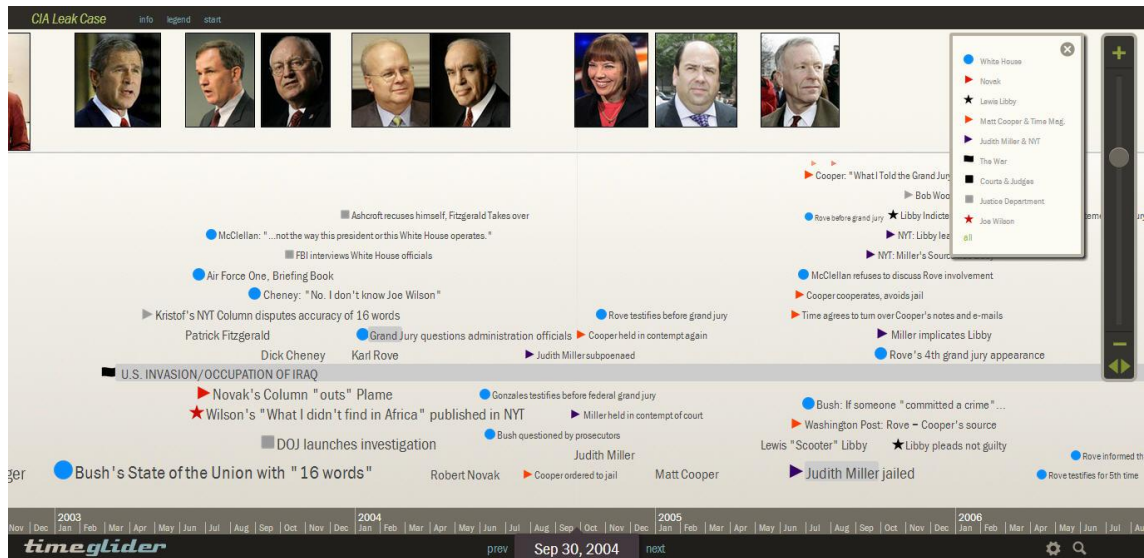 CIA Leak Case info legend start
White House
Novak
Lewis Libby
Matt Cooper & Time Mag.
Judith Miller & NYT
The War
Courts & Judges
Justice Department
Joe Wilson
all
Cooper: "What I Told the Grand Jury
Bob Woo
Ashcroft recuses himself, Fitzgerald Takes over
Rove before grand jury
Libby Indicte
McClellan: "...not the way this president or this White House operates."
NYT: Libby lea
FBI interviews White House officials
NYT: Miller's Sour
Air Force One, Briefing Book
McClellan refuses to discuss Rove involvement
Cheney: "No. I don't know Joe Wilson"
Cooper cooperates, avoids jail
Kristof's NYT Column disputes accuracy of 16 words
Rove testifies before grand jury
Time agrees to turn over Cooper's notes and e-mails
Patrick Fitzgerald
Grand Jury questions administration officials
Cooper held in contempt again
Miller implicates Libby
Dick Cheney
Karl Rove
Judith Miller subpoenaed
Rove's 4th grand jury appearance
U.S. INVASION/OCCUPATION OF IRAQ
Novak's Column "outs" Plame
Gonzales testifies before federal grand jury
Bush: If someone "committed a crime"...
Wilson's "What I didn't find in Africa" published in NYT
Miller held in contempt of court
Washington Post: Rove = Cooper's source
DOJ launches investigation
Bush questioned by prosecutors
Lewis "Scooter" Libby
Libby pleads not guilty
Judith Miller
Rove informed th
ger
Bush's State of the Union with "16 words"
Robert Novak
Cooper ordered to jail
Matt Cooper
Judith Miller jailed
Rove testifies for 5th time
2003 2004 2005 2006
Nov Dec Jan Feb Mar Apr May Jun Jul Aug Sep Oct Nov Dec Jan Feb Mar Apr May Jun Jul Aug Sep Oct Nov Dec Jan Feb Mar Apr May Jun Jul Aug Sep Oct Nov Dec Jan Feb Mar Apr May Jun Jul Au
timeglider prev Sep 30, 2004 next